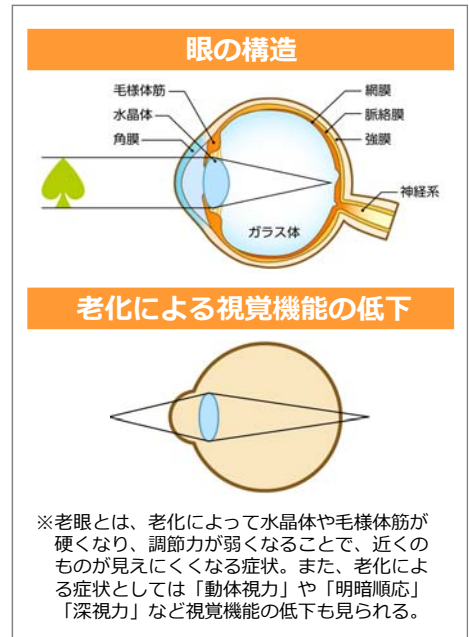 眼の構造
毛様体筋
水晶体
角膜
網膜
脈絡膜
強膜
神経系
ガラス体
老化による視覚機能の低下
※老眼とは、老化によって水晶体や毛様体筋が
硬くなり、調節力が弱くなることで、近くの
ものが見えにくくなる症状。また、老化によ
る症状としては「動体視力」や「明暗順応」
「深視力」など視覚機能の低下も見られる。